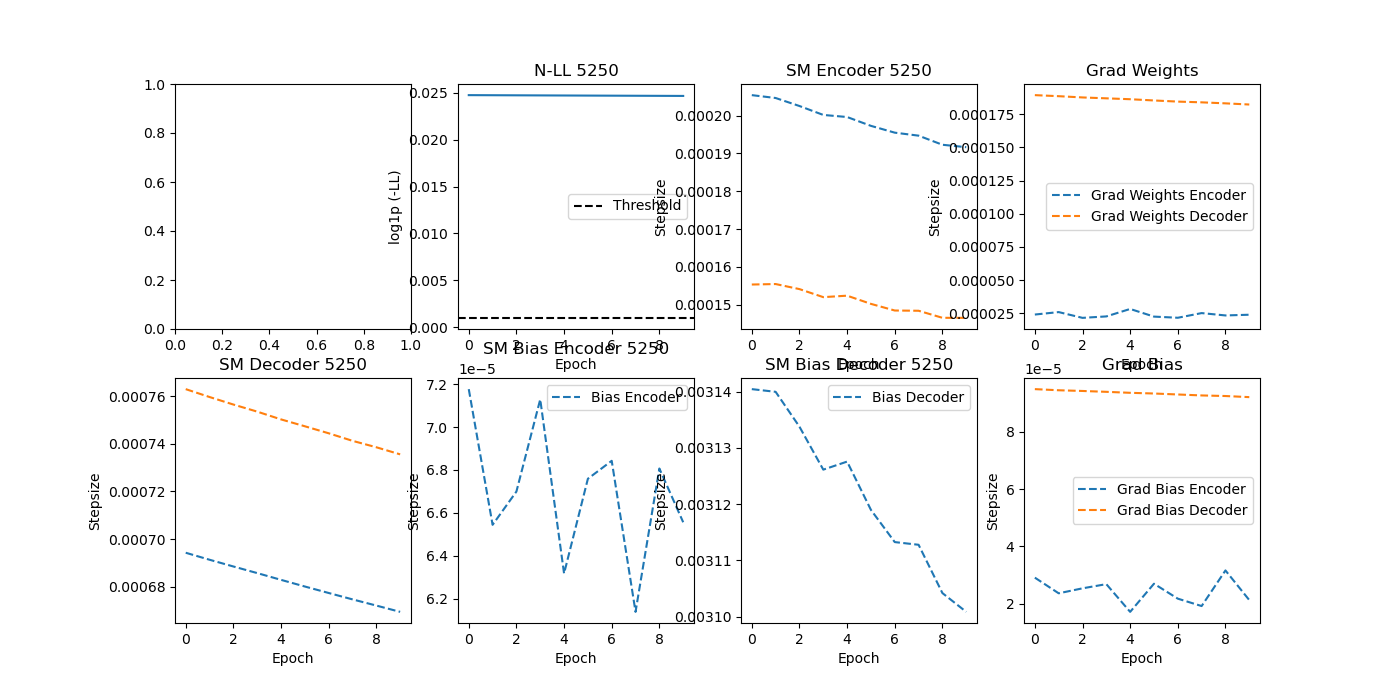 1.0
0.8
0.6
0.4
0.2
0.0
0.0 0.2 0.4 0.6 0.8 1.0
N-LL 5250
log1p (-LL)
0.025
0.020
0.015
0.010
0.005
0.000
Threshold
0 2 4 6 8
Epoch
SM Encoder 5250
Stepsize
0.00020
0.00019
0.00018
0.00017
0.00016
0.00015
0 2 4 6 8
Epoch
Grad Weights
Stepsize
0.000175
0.000150
0.000125
0.000100
0.000075
0.000050
0.000025
Grad Weights Encoder
Grad Weights Decoder
0 2 4 6 8
Epoch
SM Decoder 5250
Stepsize
0.00076
0.00074
0.00072
0.00070
0.00068
0 2 4 6 8
Epoch
SM Bias Encoder 5250
1e−5
Stepsize
7.2
7.0
6.8
6.6
6.4
6.2
Bias Encoder
0 2 4 6 8
Epoch
SM Bias Decoder 5250
Stepsize
0.00314
0.00313
0.00312
0.00311
0.00310
Bias Decoder
0 2 4 6 8
Epoch
Grad Bias
1e−5
Stepsize
8
6
4
2
Grad Bias Encoder
Grad Bias Decoder
0 2 4 6 8
Epoch